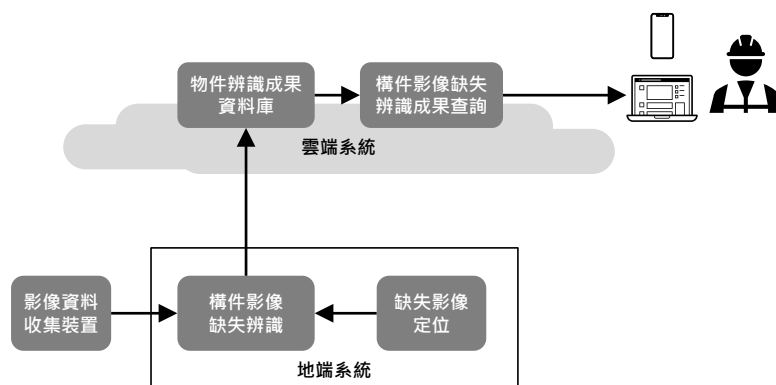 物件辨識成果
資料庫
構件影像缺失
辨識成果查詢
雲端系統
影像資料
收集裝置
構件影像
缺失辨識
缺失影像
定位
地端系統